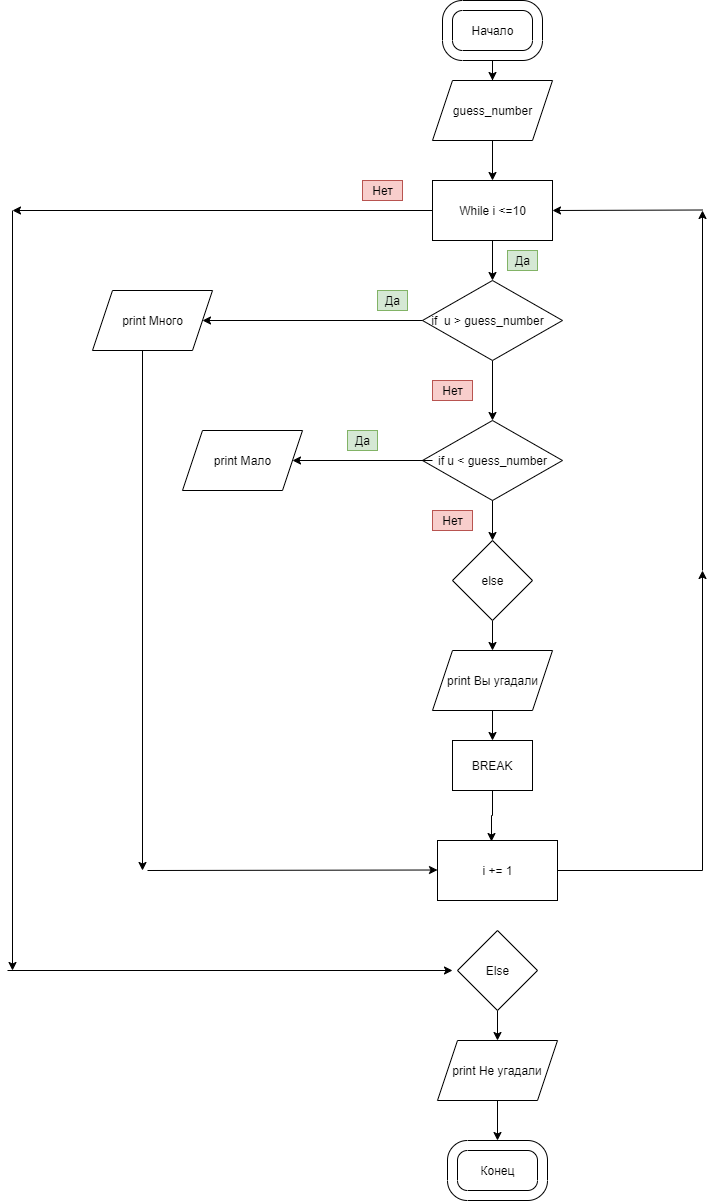 Начало
guess_number
Нет
While i <=10
Да
Да
print Много
if u > guess_number
Нет
Да
print Мало
if u < guess_number
Нет
else
print Вы угадали
BREAK
i += 1
Else
print Не угадали
Конец